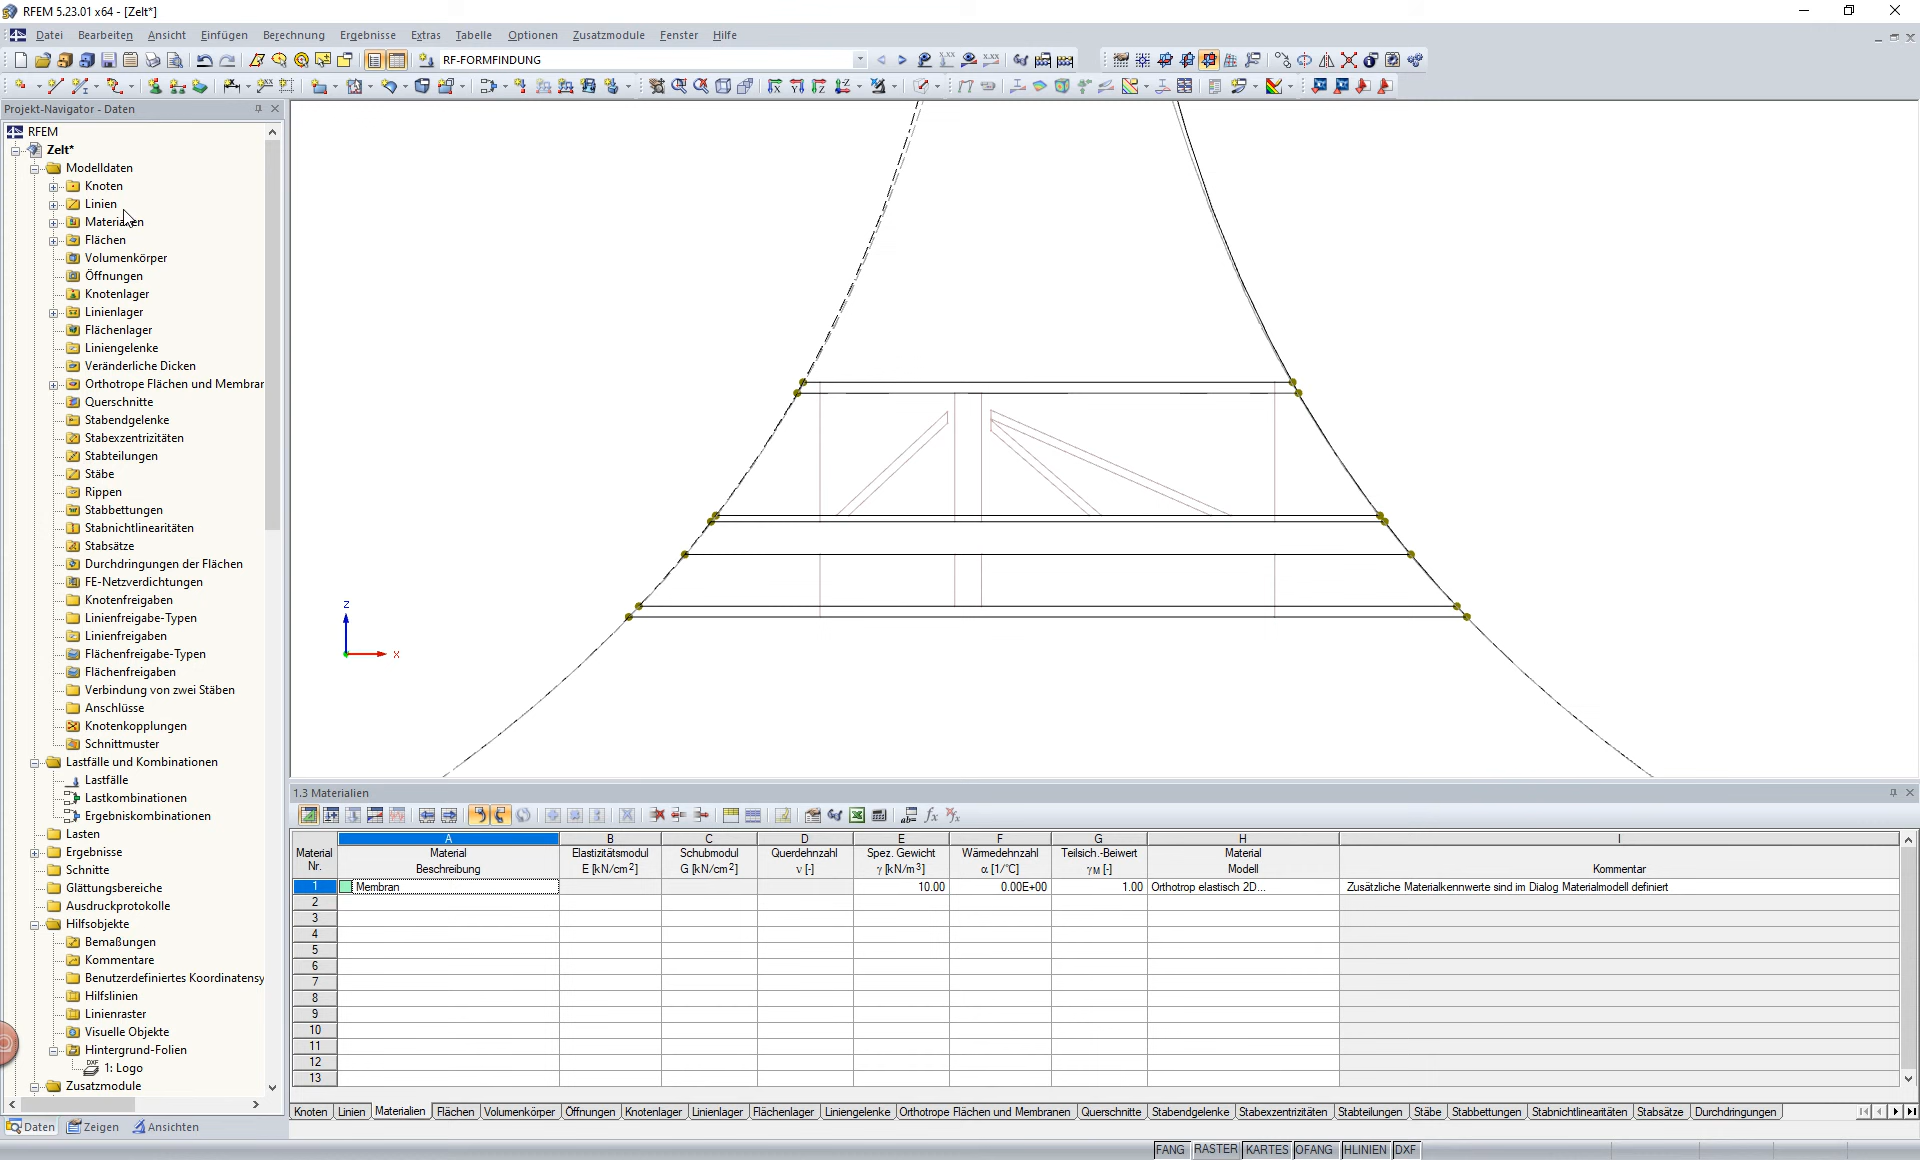 RFEM 5.23.01 x64 - [Zelt*]
Datei Bearbeiten Ansicht Einfügen Berechnung Ergebnisse Extras Tabelle Optionen Zusatzmodule Fenster Hilfe
RF-FORMFINDUNG
Projekt-Navigator - Daten
RFEM
Zelt*
Modelldaten
Knoten
Linien
Materialien
Flächen
Volumenkörper
Öffnungen
Knotenlager
Linienlager
Flächenlager
Liniengelenke
Veränderliche Dicken
Orthotrope Flächen und Membrar
Querschnitte
Stabendgelenke
Stabexzentrizitäten
Stabteilungen
Stäbe
Rippen
Stabbettungen
Stabnichtlinearitäten
Stabsätze
Durchdringungen der Flächen
FE-Netzverdichtungen
Knotenfreigaben
Linienfreigabe-Typen
Linienfreigaben
Flächenfreigabe-Typen
Flächenfreigaben
Verbindung von zwei Stäben
Anschlüsse
Knotenkopplungen
Schnittmuster
Lastfälle und Kombinationen
Lastfälle
Lastkombinationen
Ergebniskombinationen
Lasten
Ergebnisse
Schnitte
Glättungsbereiche
Ausdruckprotokolle
Hilfsobjekte
Bemaßungen
Kommentare
Benutzerdefiniertes Koordinatensy
Hilfslinien
Linienraster
Visuelle Objekte
Hintergrund-Folien
1: Logo
Zusatzmodule
Daten Zeigen Ansichten
Z
X
1.3 Materialien
A B C D E F G H I
Material Nr. Material Beschreibung Elastizitätsmodul E [kN/cm²] Schubmodul G [kN/cm²] Querdehnzahl ν [-] Spez. Gewicht γ [kN/m³] Wärmedehnzahl α [1/°C] Teilsich.-Beiwert γM [-] Material Modell Kommentar
1 Membran 10.00 0.00E+00 1.00 Orthotrop elastisch 2D... Zusätzliche Materialkennwerte sind im Dialog Materialmodell definiert
2
3
4
5
6
7
8
9
10
11
12
13
Knoten Linien Materialien Flächen Volumenkörper Öffnungen Knotenlager Linienlager Flächenlager Liniengelenke Orthotrope Flächen und Membranen Querschnitte Stabendgelenke Stabexzentrizitäten Stabteilungen Stäbe Stabbettungen Stabnichtlinearitäten Stabsätze Durchdringungen
FANG RASTER KARTES OFANG HLINIEN DXF